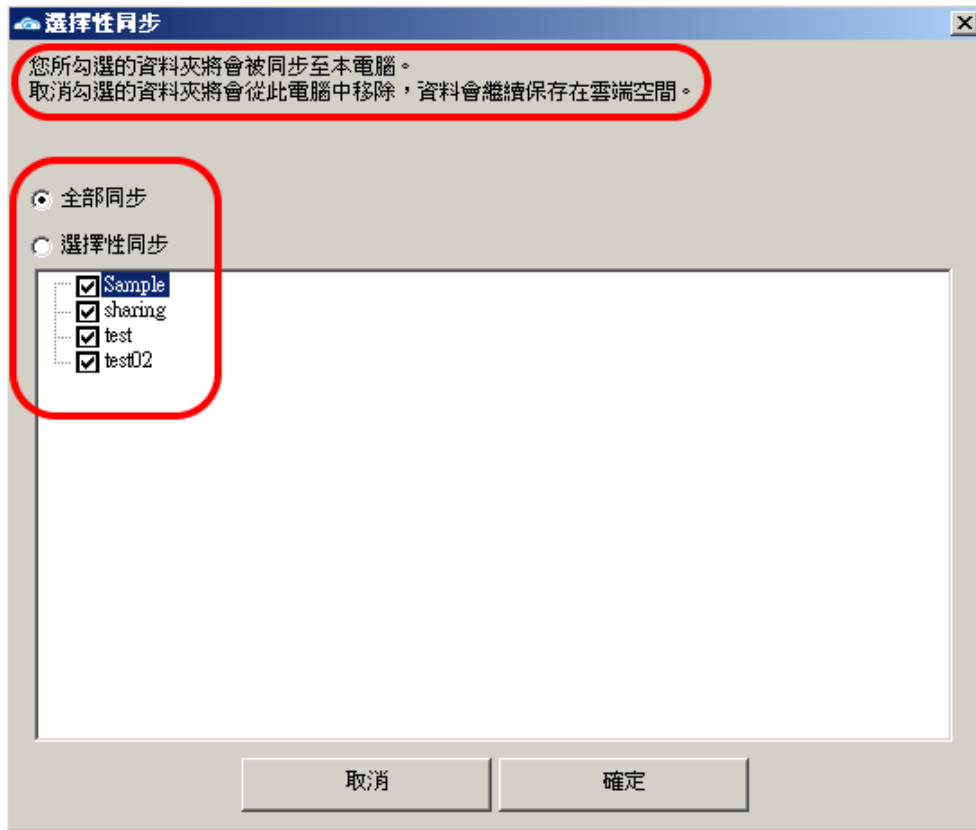 選擇性同步
您所勾選的資料夾將會被同步至本電腦。
取消勾選的資料夾將會從此電腦中移除，資料會繼續保存在雲端空間。
全部同步
選擇性同步
Sample
sharing
test
test02
取消
確定